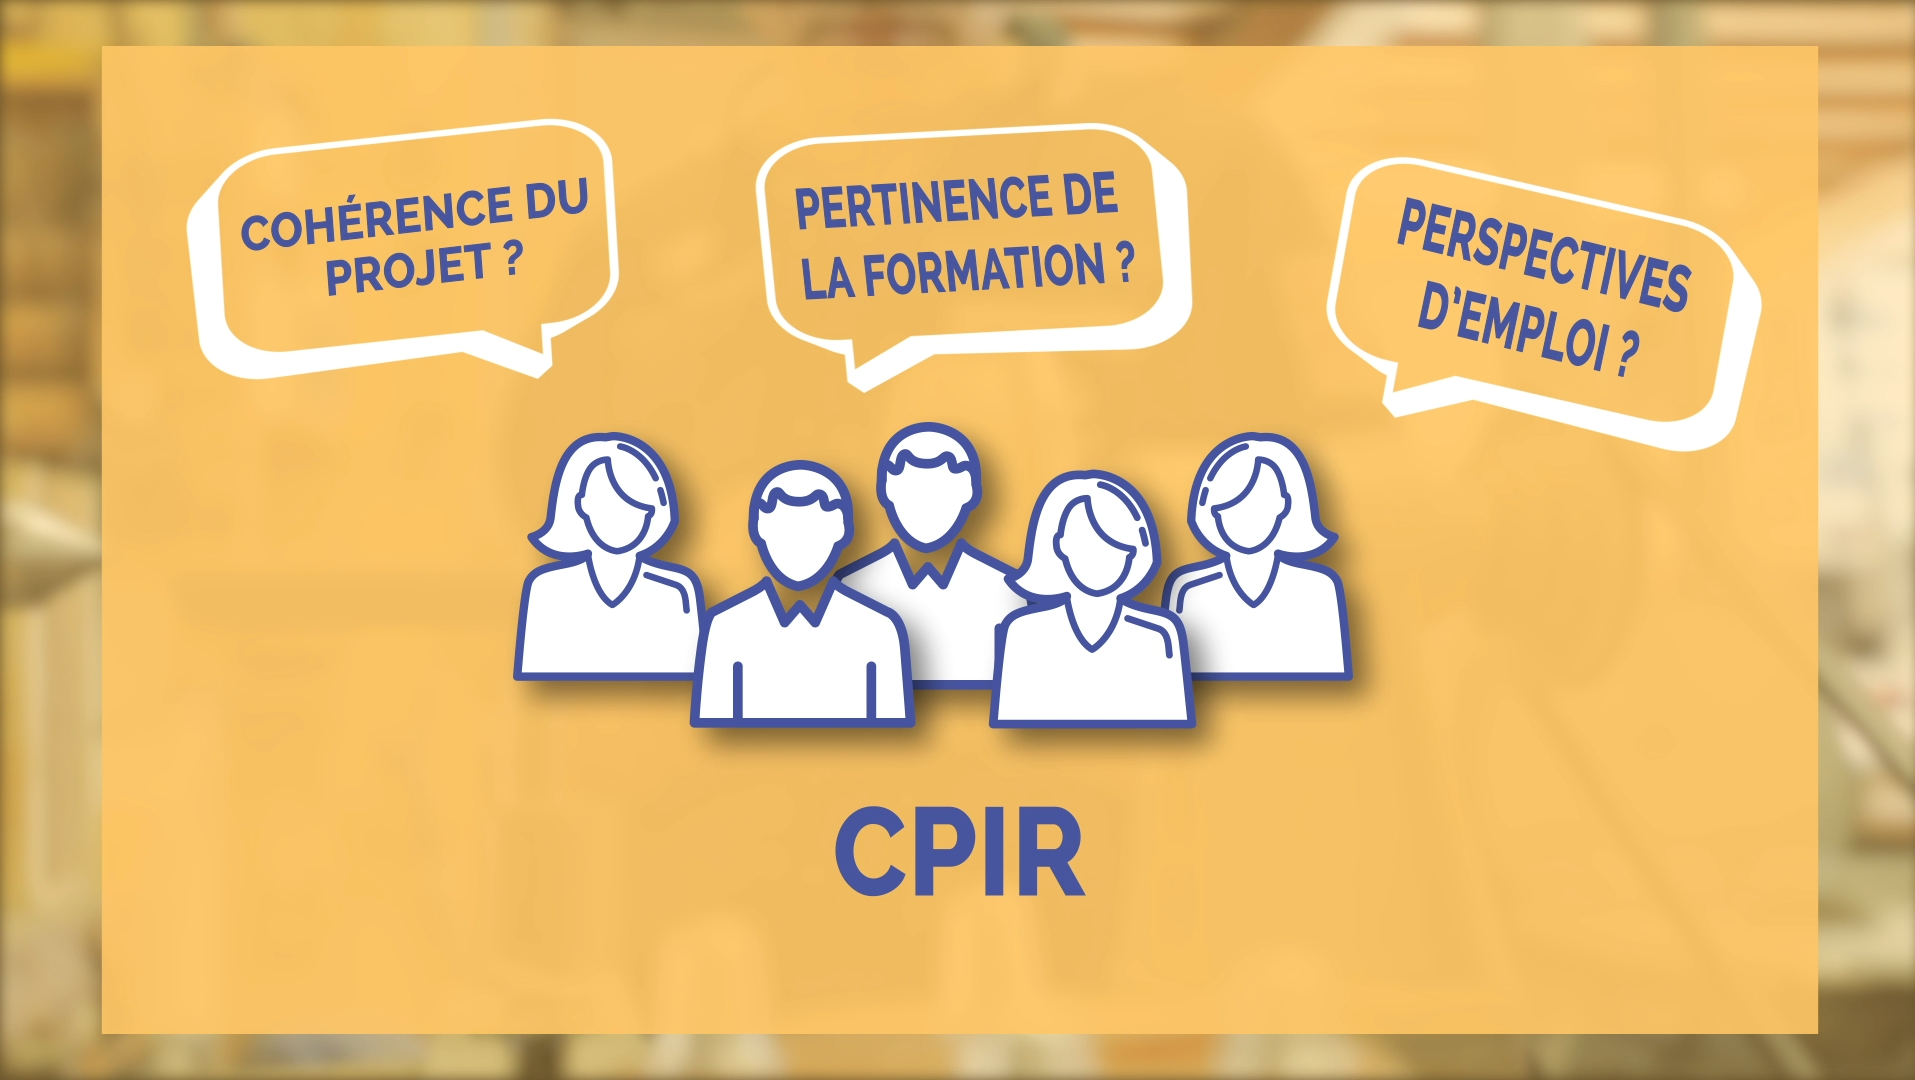 COHÉRENCE DU
PROJET ?
PERTINENCE DE
LA FORMATION ?
PERSPECTIVES
D'EMPLOI ?
CPIR